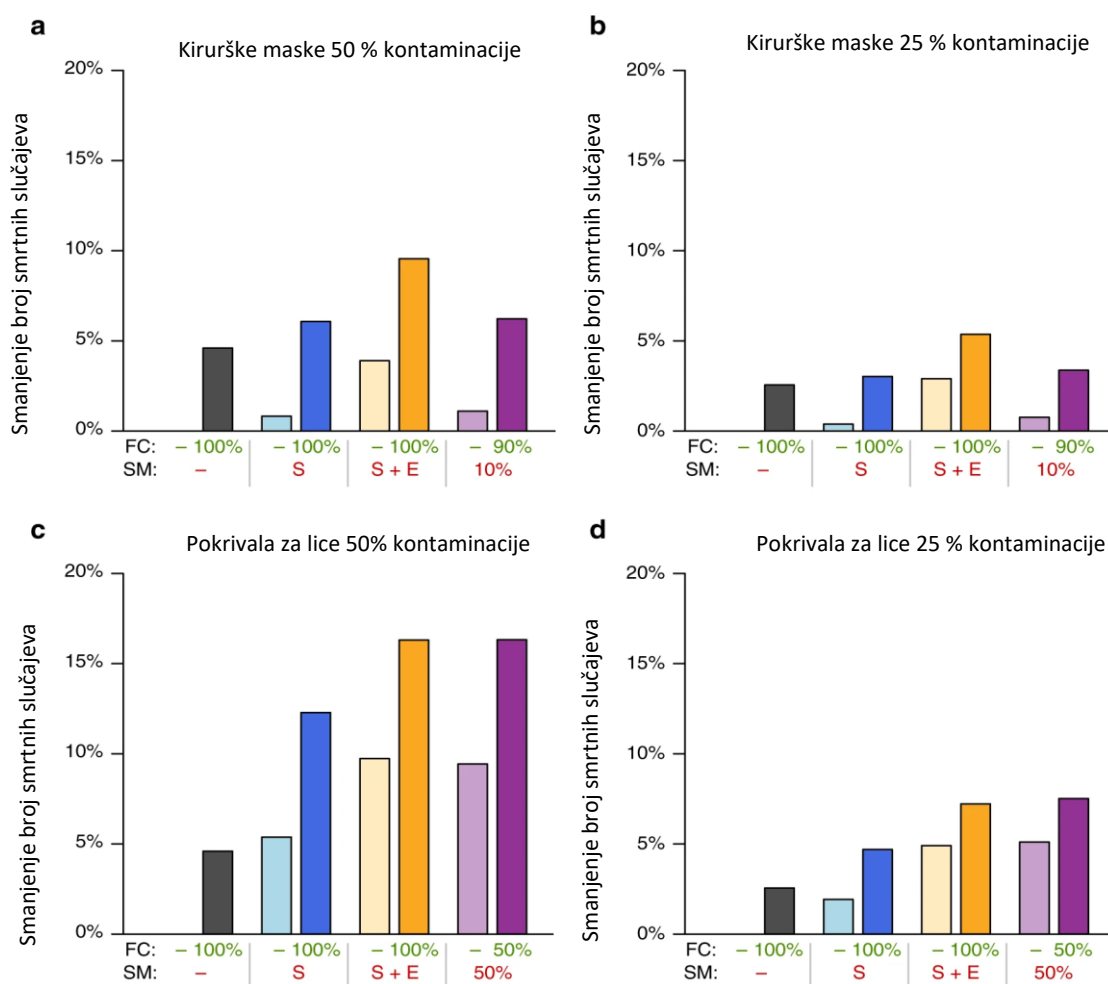 a
Kirurške maske 50 % kontaminacije
Smanjenje broj smrtnih slučajeva
20%
15%
10%
5%
0%
FC: – 100% – 100% – 100% – 90%
SM: – S S + E 10%
b
Kirurške maske 25 % kontaminacije
Smanjenje broj smrtnih slučajeva
20%
15%
10%
5%
0%
FC: – 100% – 100% – 100% – 90%
SM: – S S + E 10%
c
Pokrivala za lice 50% kontaminacije
Smanjenje broj smrtnih slučajeva
20%
15%
10%
5%
0%
FC: – 100% – 100% – 100% – 50%
SM: – S S + E 50%
d
Pokrivala za lice 25 % kontaminacije
Smanjenje broj smrtnih slučajeva
20%
15%
10%
5%
0%
FC: – 100% – 100% – 100% – 50%
SM: – S S + E 50%